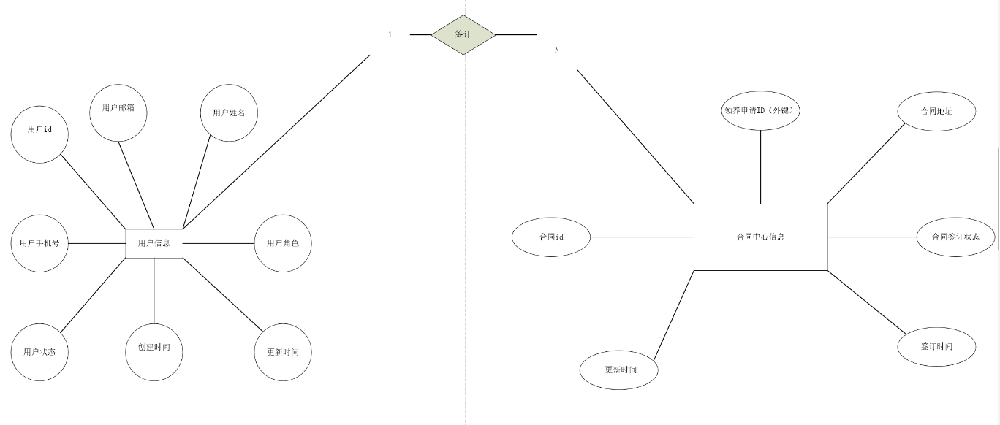 1
签订
N
用户邮箱
用户姓名
用户id
领养申请ID（外键）
合同地址
用户手机号
用户信息
用户角色
合同id
合同中心信息
合同签订状态
用户状态
创建时间
更新时间
更新时间
签订时间